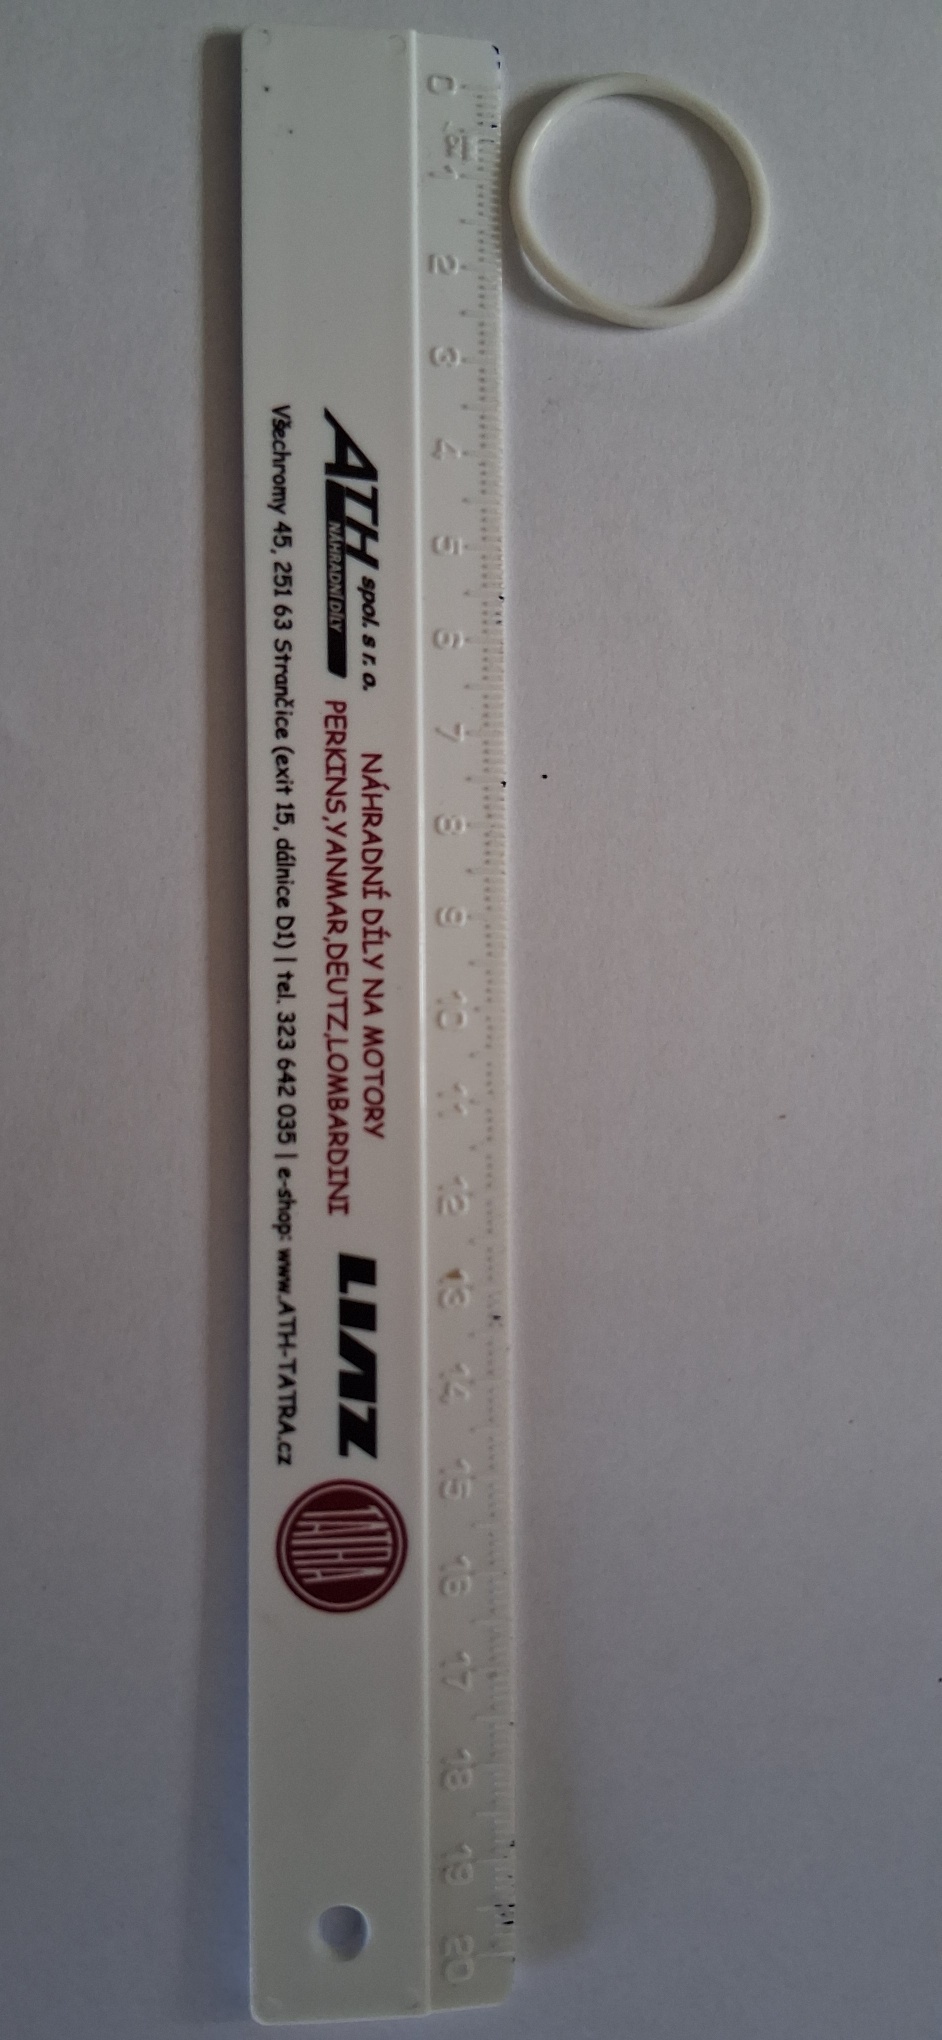 ATH spol. s r. o.
NÁHRADNÍ DÍLY
NÁHRADNÍ DÍLY NA MOTORY
PERKINS,YANMAR,DEUTZ,LOMBARDINI
LIAZ
TATRA
Všechromy 45, 251 63 Strančice (exit 15, dálnice D1) | tel. 323 642 035 | e-shop: www.ATH-TATRA.cz
0 cm 1 2 3 4 5 6 7 8 9 10 11 12 13 14 15 16 17 18 19 20